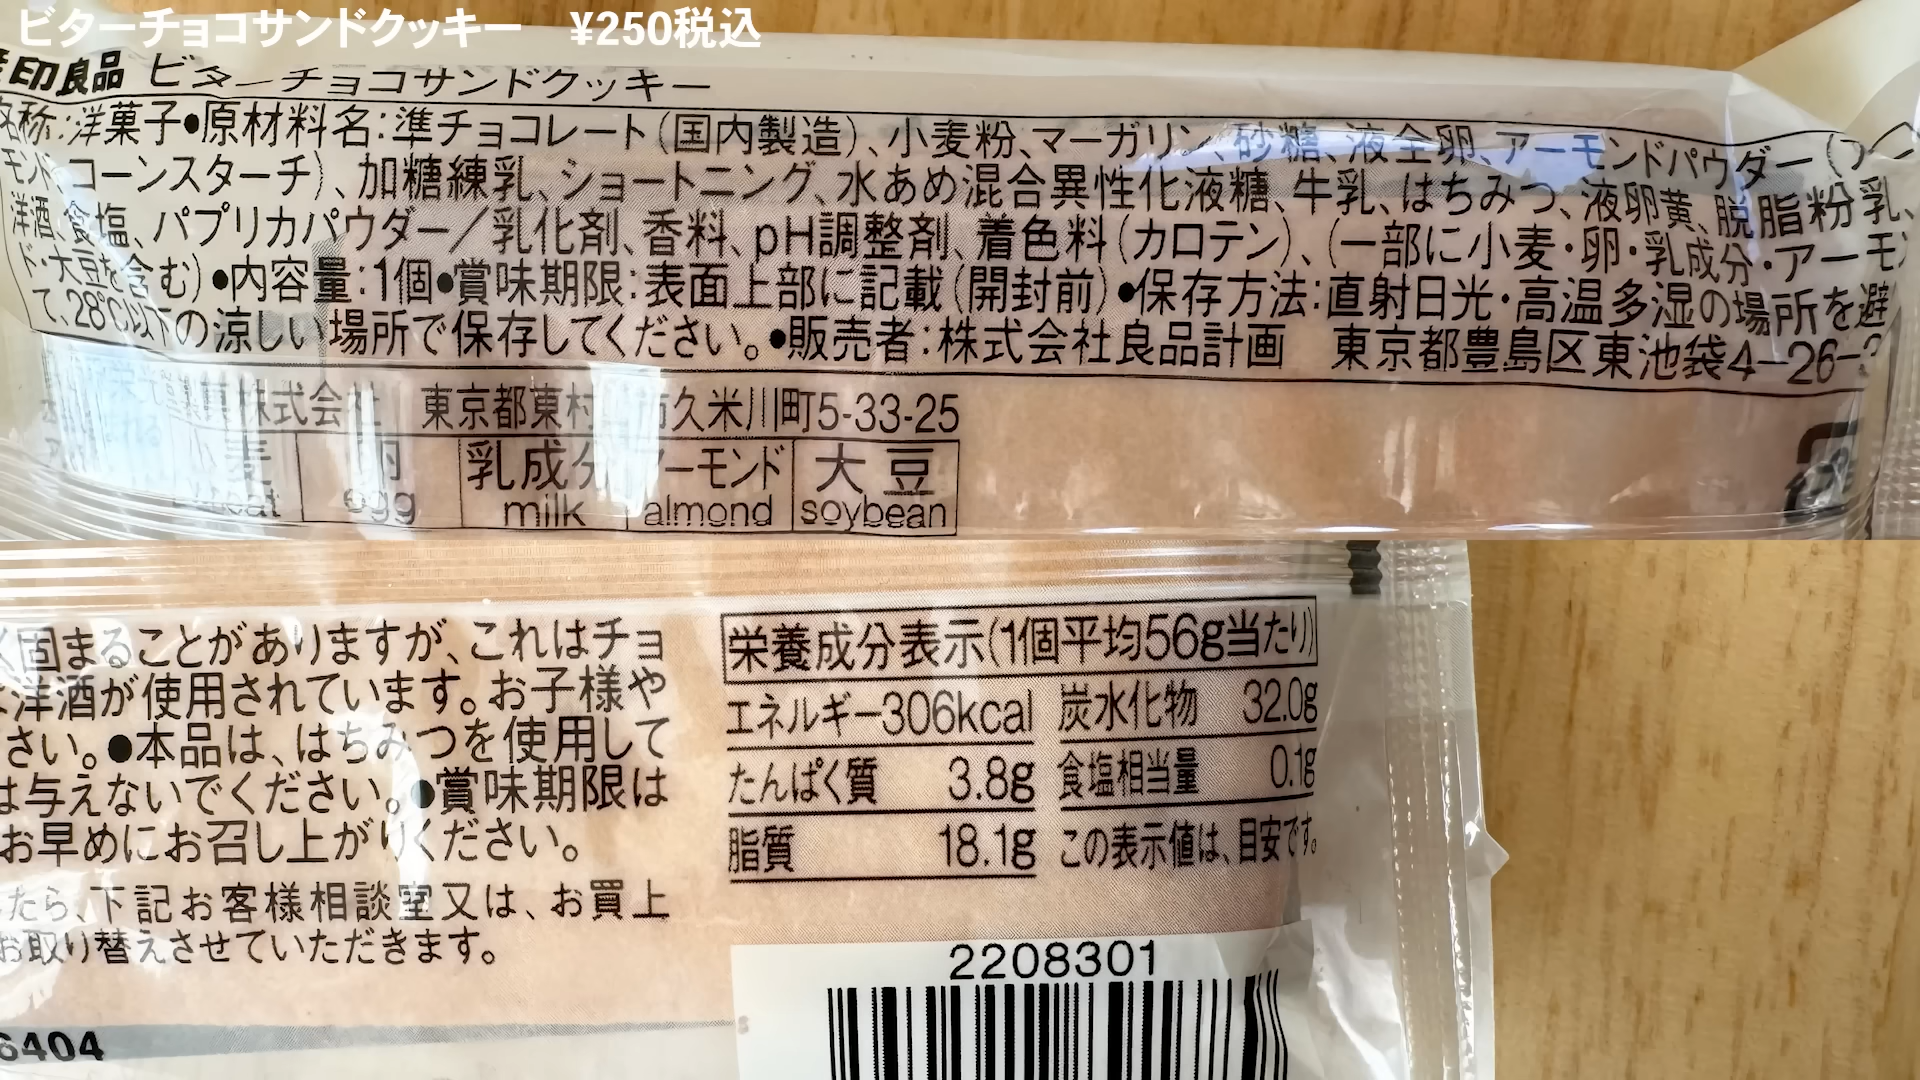 ビターチョコサンドクッキー ¥250税込
印良品 ビターチョコサンドクッキー
名称:洋菓子●原材料名:準チョコレート(国内製造)、小麦粉、マーガリン、砂糖、液全卵、アーモンドパウダー(
モンド、コーンスターチ)、加糖練乳、ショートニング、水あめ混合異性化液糖、牛乳、はちみつ、液卵黄、脱脂粉乳、
洋酒、食塩、パプリカパウダー/乳化剤、香料、pH調整剤、着色料(カロテン)、(一部に小麦・卵・乳成分・アーモン
ド・大豆を含む)●内容量:1個●賞味期限:表面上部に記載(開封前)●保存方法:直射日光・高温多湿の場所を避
て、28℃以下の涼しい場所で保存してください。●販売者:株式会社良品計画 東京都豊島区東池袋4-26-
株式会社 東京都東村 市久米川町5-33-25
小麦 卵 乳成分 アーモンド 大豆
wheat egg milk almond soybean
く固まることがありますが、これはチョ
洋酒が使用されています。お子様や
さい。●本品は、はちみつを使用して
は与えないでください。●賞味期限は
お早めにお召し上がりください。
たら、下記お客様相談室又は、お買上
お取り替えさせていただきます。
6404
栄養成分表示(1個平均56g当たり)
エネルギー306kcal 炭水化物 32.0g
たんぱく質 3.8g 食塩相当量 0.1g
脂質 18.1g この表示値は、目安です。
2208301